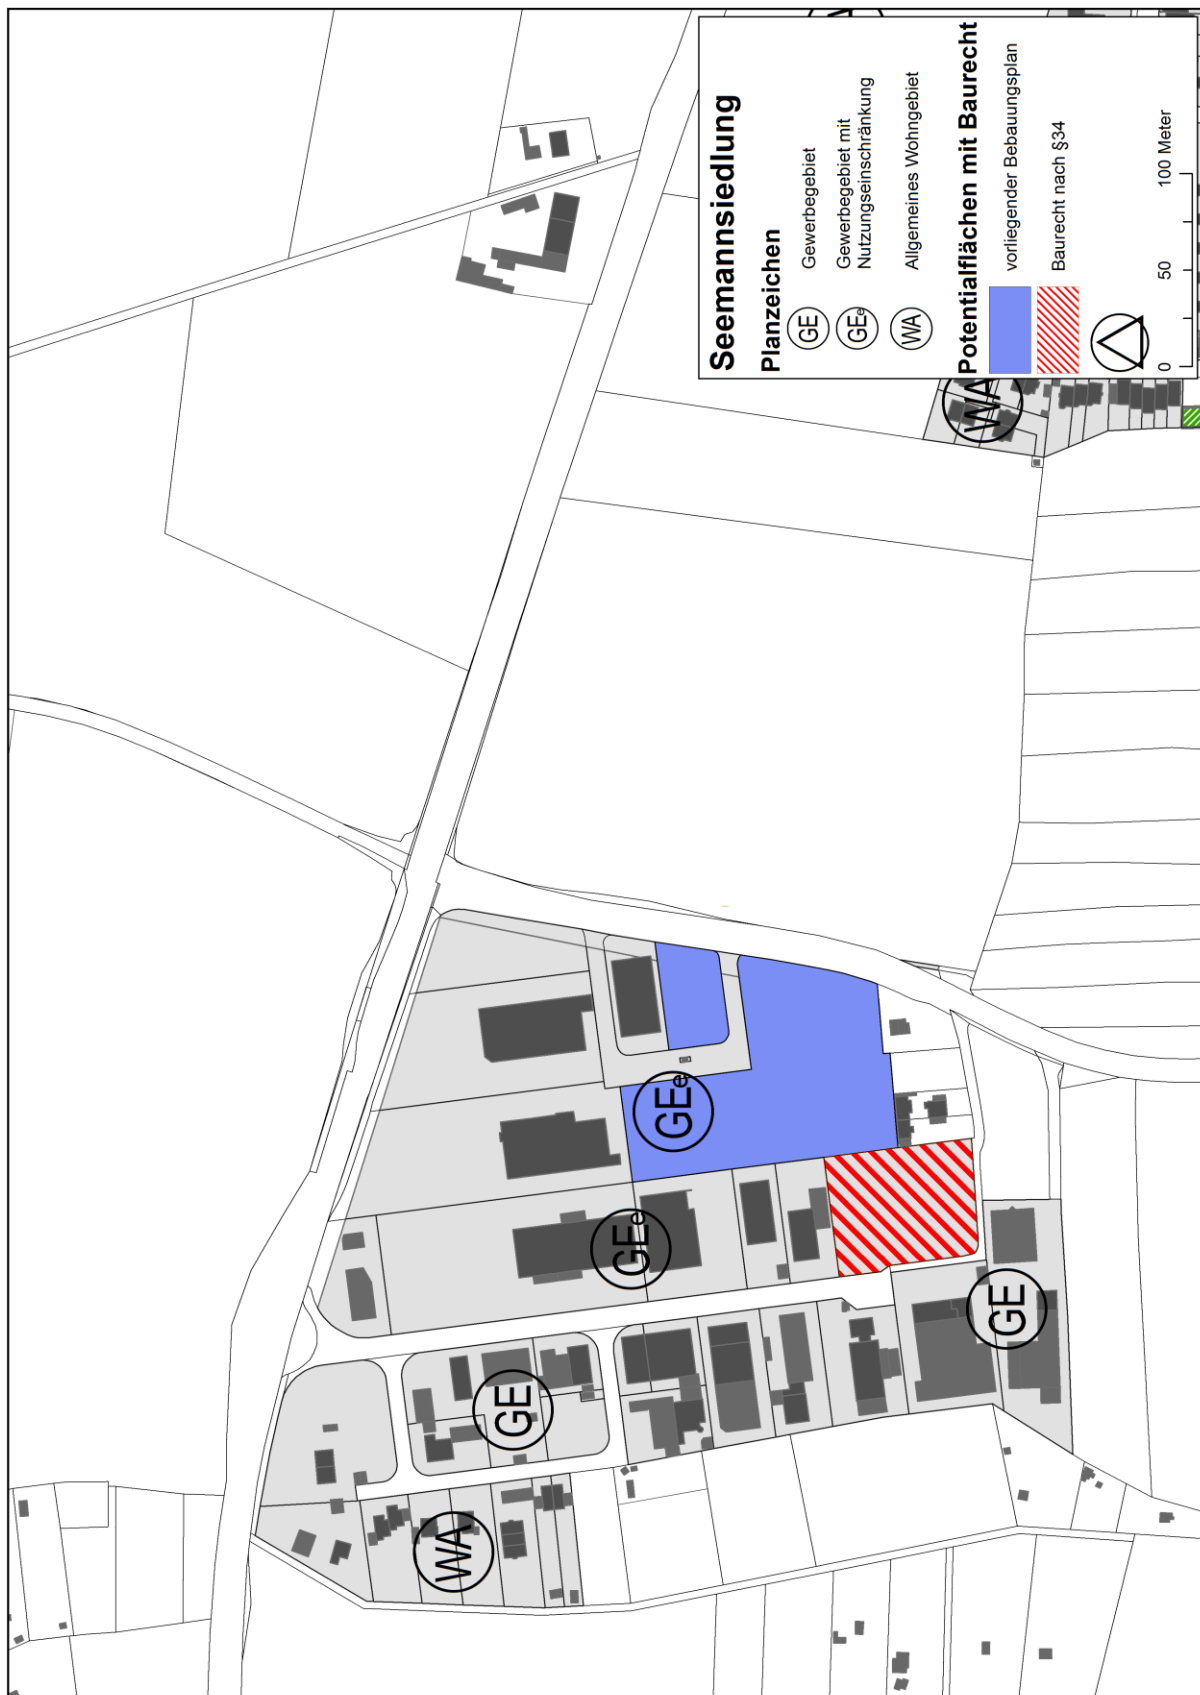 Seemannsiedlung
Planzeichen
GE Gewerbegebiet
GEe Gewerbegebiet mit
Nutzungseinschränkung
WA Allgemeines Wohngebiet
Potentialflächen mit Baurecht
vorliegender Bebauungsplan
Baurecht nach §34
0 50 100 Meter
WA
GEe
GEe
GE
GE
WA